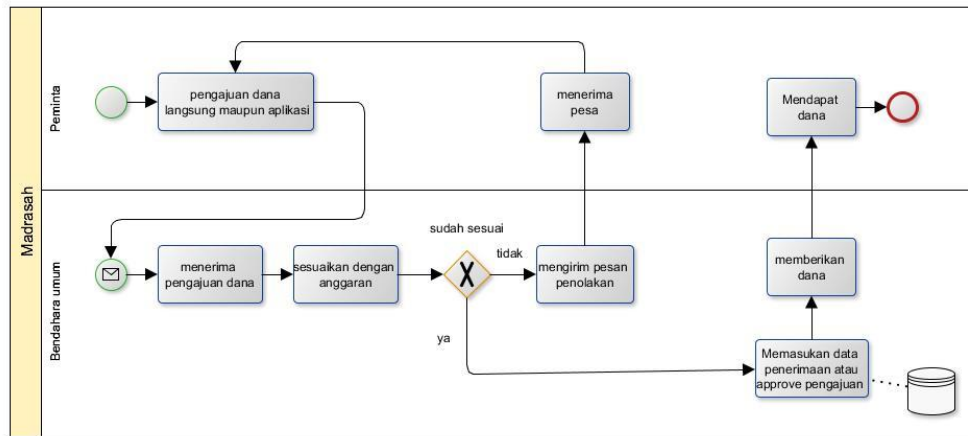 Madrasah
Peminta
pengajuan dana
langsung maupun aplikasi
menerima
pesa
Mendapat
dana
Bendahara umum
menerima
pengajuan dana
sesuaikan dengan
anggaran
sudah sesuai
tidak
ya
mengirim pesan
penolakan
memberikan
dana
Memasukan data
penerimaan atau
approve pengajuan